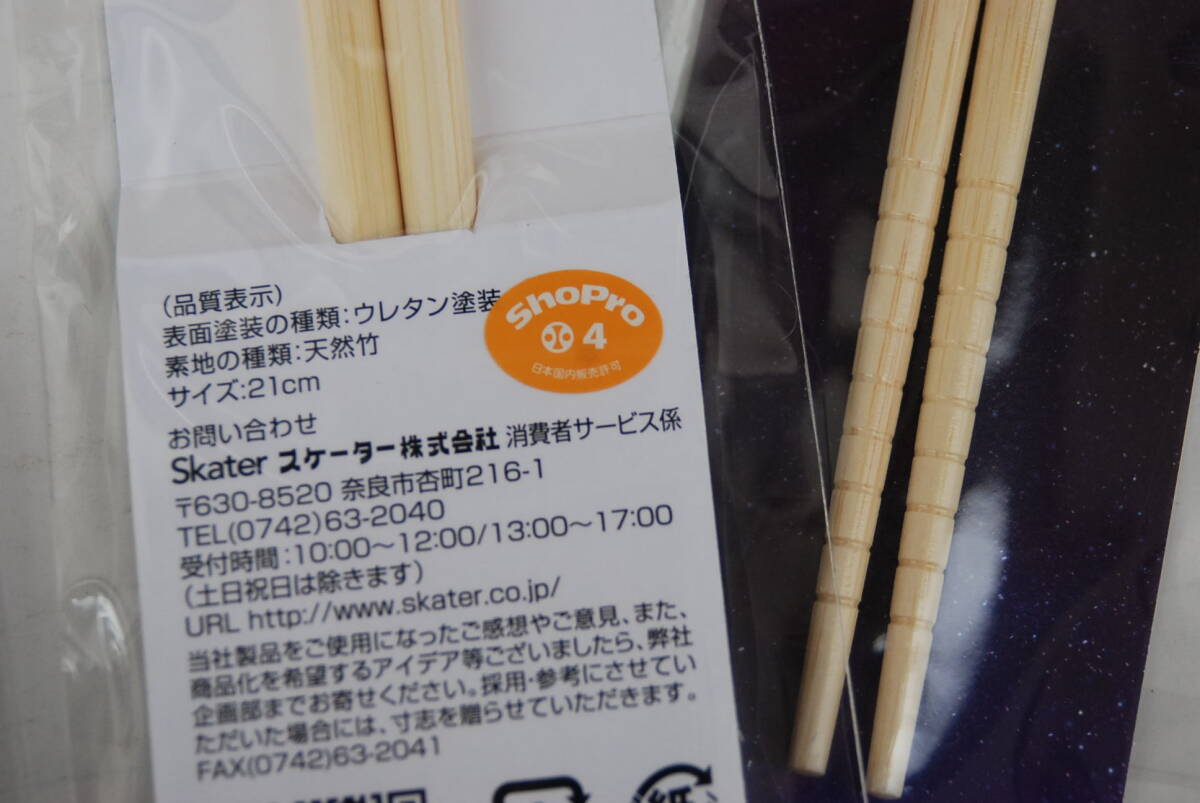 (品質表示)
表面塗装の種類:ウレタン塗装
素地の種類:天然竹
サイズ:21cm
ShoPro
4
日本国内販売許可
お問い合わせ
Skater スケーター株式会社 消費者サービス係
〒630-8520 奈良市杏町216-1
TEL(0742)63-2040
受付時間:10:00〜12:00/13:00〜17:00
(土日祝日は除きます)
URL http://www.skater.co.jp/
当社製品をご使用になったご感想やご意見、また、
商品化を希望するアイデア等ございましたら、弊社
企画部までお寄せください。採用・参考にさせてい
ただいた場合には、寸志を贈らせていただきます。
FAX(0742)63-2041
紙